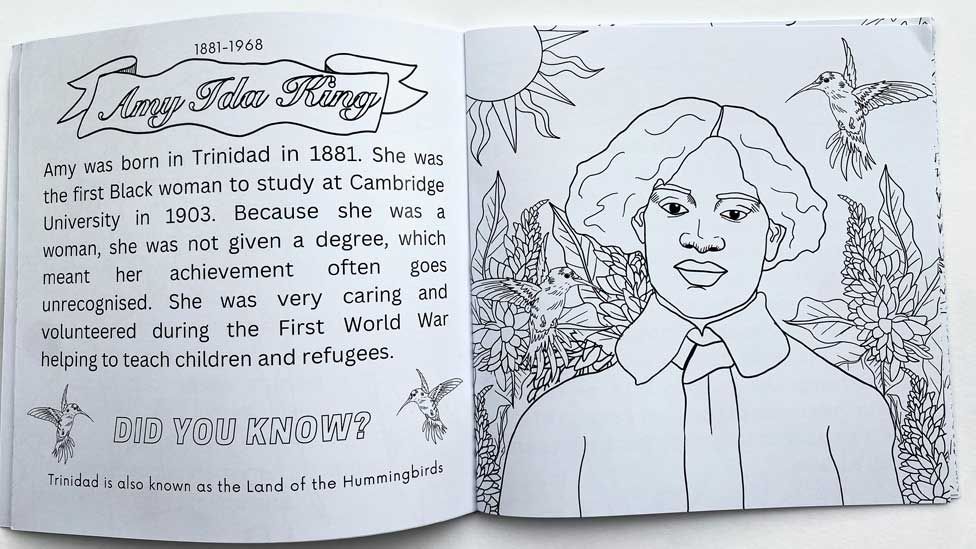 1881-1968
Amy Ida King
Amy was born in Trinidad in 1881. She was
the first Black woman to study at Cambridge
University in 1903. Because she was a
woman, she was not given a degree, which
meant her achievement often goes
unrecognised. She was very caring and
volunteered during the First World War
helping to teach children and refugees.
DID YOU KNOW?
Trinidad is also known as the Land of the Hummingbirds